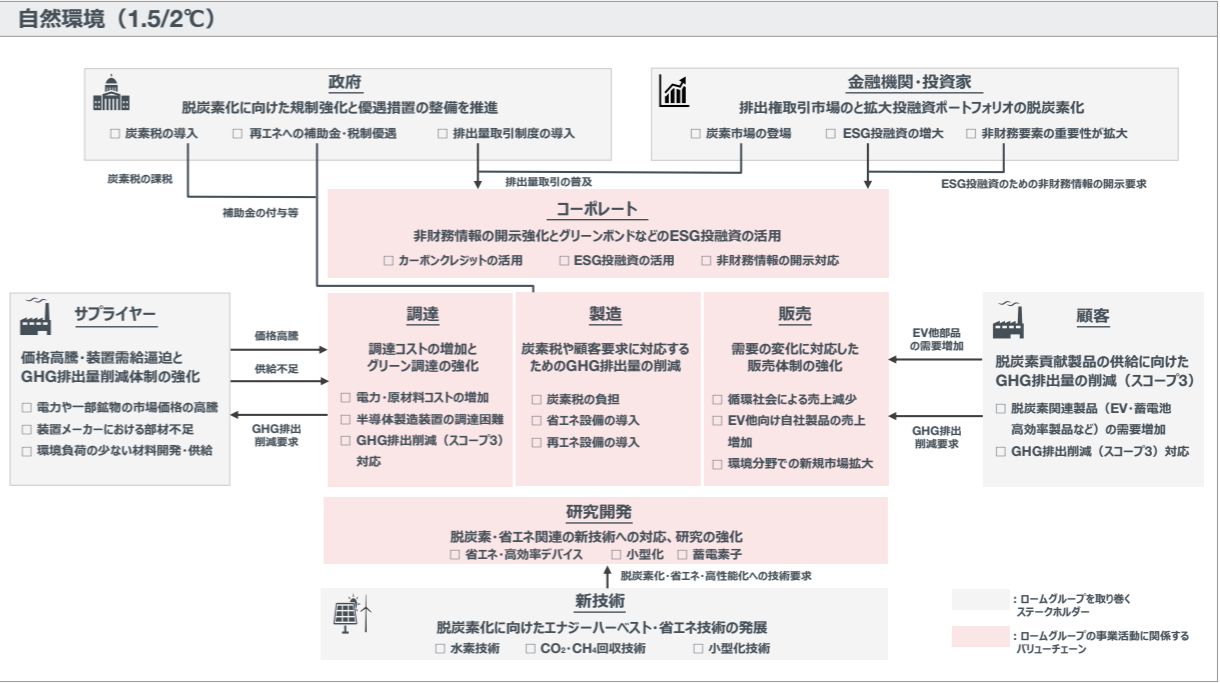 自然環境（1.5/2℃）
政府
脱炭素化に向けた規制強化と優遇措置の整備を推進
□ 炭素税の導入 □ 再エネへの補助金・税制優遇 □ 排出量取引制度の導入
金融機関・投資家
排出権取引市場のと拡大投融資ポートフォリオの脱炭素化
□ 炭素市場の登場 □ ESG投融資の増大 □ 非財務要素の重要性が拡大
炭素税の課税
補助金の付与等
排出量取引の普及
ESG投融資のための非財務情報の開示要求
コーポレート
非財務情報の開示強化とグリーンボンドなどのESG投融資の活用
□ カーボンクレジットの活用 □ ESG投融資の活用 □ 非財務情報の開示対応
サプライヤー
価格高騰・装置需給逼迫と
GHG排出量削減体制の強化
□ 電力や一部鉱物の市場価格の高騰
□ 装置メーカーにおける部材不足
□ 環境負荷の少ない材料開発・供給
価格高騰
供給不足
GHG排出
削減要求
調達
調達コストの増加と
グリーン調達の強化
□ 電力・原材料コストの増加
□ 半導体製造装置の調達困難
□ GHG排出削減（スコープ3）
対応
製造
炭素税や顧客要求に対応する
ためのGHG排出量の削減
□ 炭素税の負担
□ 省エネ設備の導入
□ 再エネ設備の導入
販売
需要の変化に対応した
販売体制の強化
□ 循環社会による売上減少
□ EV他向け自社製品の売上
増加
□ 環境分野での新規市場拡大
EV他部品
の需要増加
GHG排出
削減要求
顧客
脱炭素貢献製品の供給に向けた
GHG排出量の削減（スコープ3）
□ 脱炭素関連製品（EV・蓄電池
高効率製品など）の需要増加
□ GHG排出削減（スコープ3）対応
研究開発
脱炭素・省エネ関連の新技術への対応、研究の強化
□ 省エネ・高効率デバイス □ 小型化 □ 蓄電素子
脱炭素化・省エネ・高性能化への技術要求
新技術
脱炭素化に向けたエナジーハーベスト・省エネ技術の発展
□ 水素技術 □ CO₂・CH₄回収技術 □ 小型化技術
：ロームグループを取り巻く
ステークホルダー
：ロームグループの事業活動に関係する
バリューチェーン